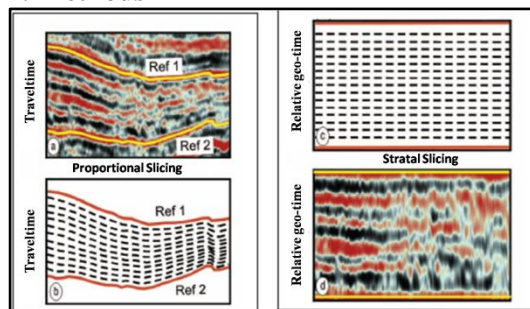 Traveltime
Ref 1
Ref 2
a
Proportional Slicing
Traveltime
Ref 1
Ref 2
b
Relative geo-time
c
Stratal Slicing
Relative geo-time
d